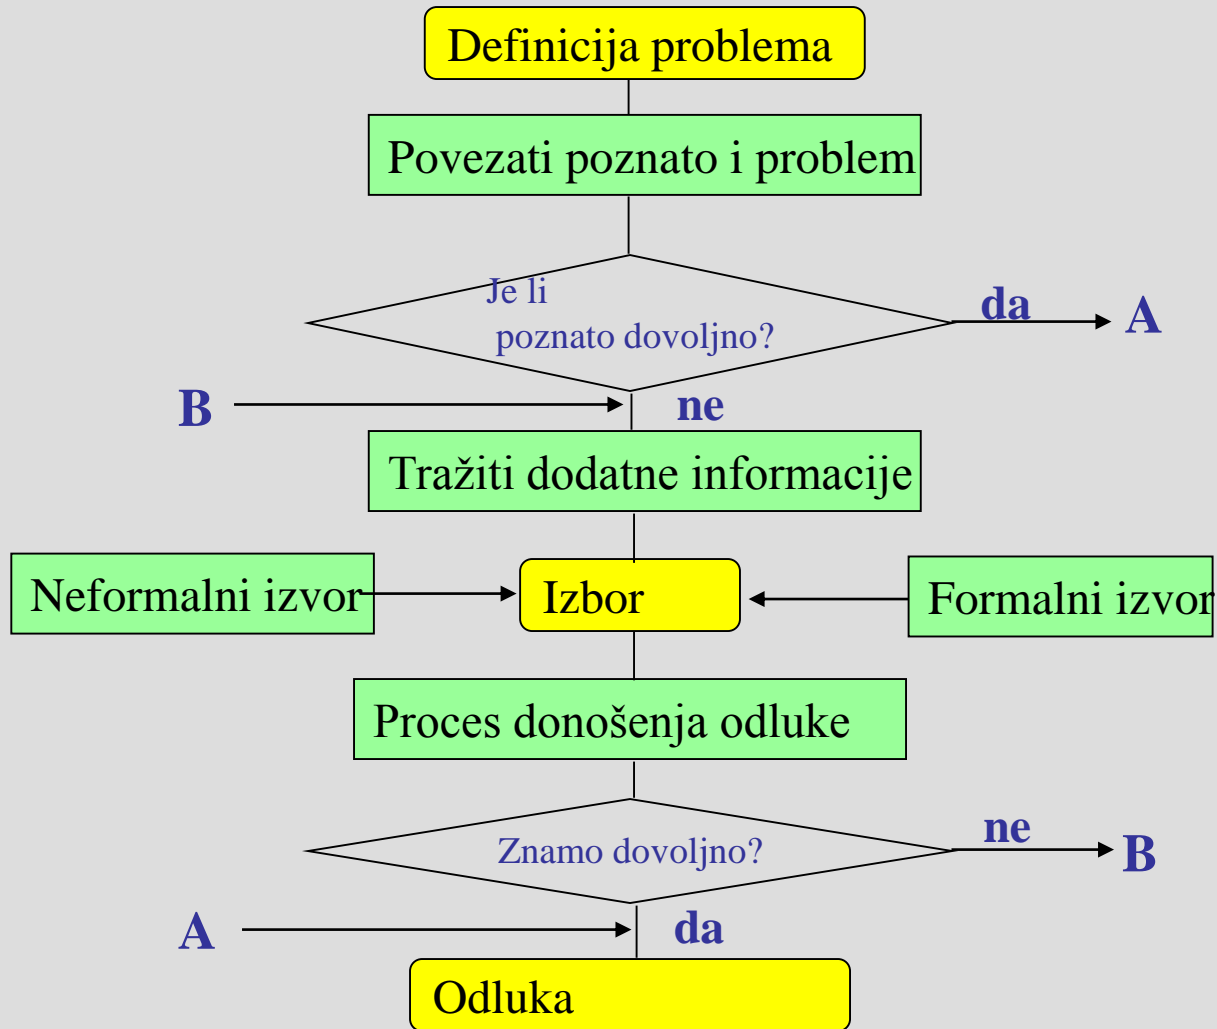 Definicija problema
Povezati poznato i problem
Je li
poznato dovoljno?
da
A
B
ne
Tražiti dodatne informacije
Neformalni izvor
Izbor
Formalni izvor
Proces donošenja odluke
Znamo dovoljno?
ne
B
A
da
Odluka